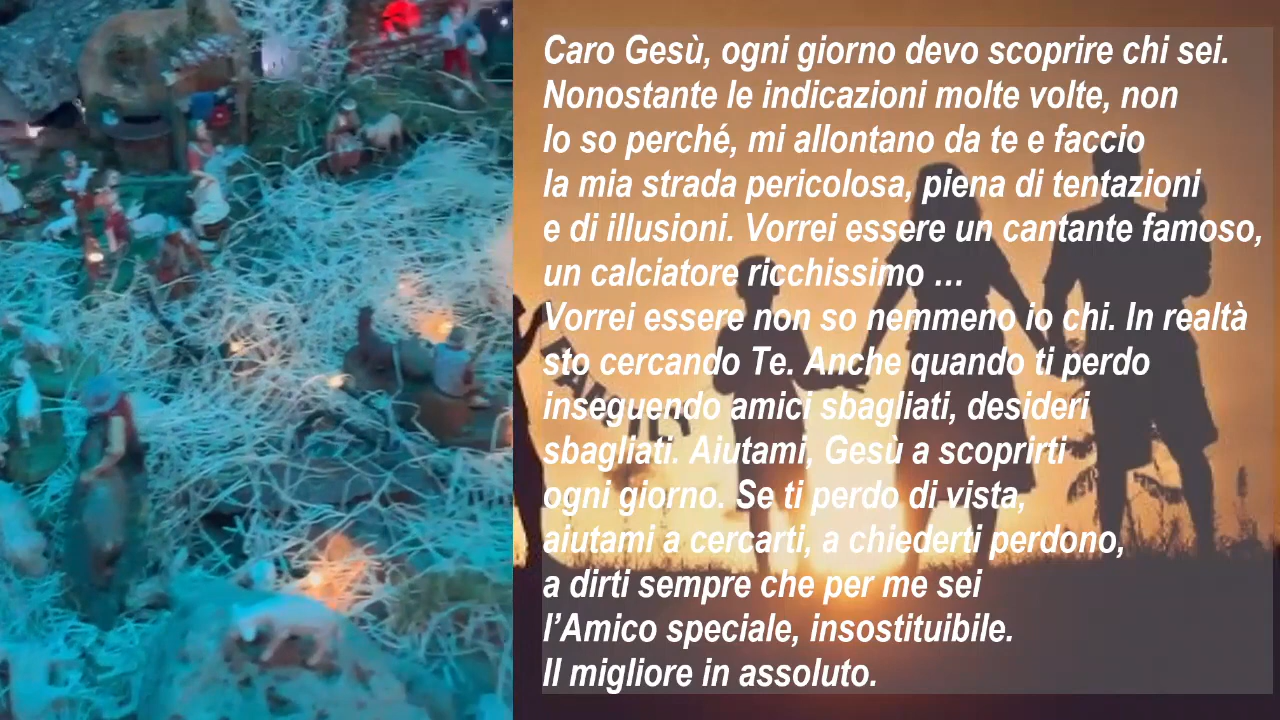 Caro Gesù, ogni giorno devo scoprire chi sei.
Nonostante le indicazioni molte volte, non
lo so perché, mi allontano da te e faccio
la mia strada pericolosa, piena di tentazioni
e di illusioni. Vorrei essere un cantante famoso,
un calciatore ricchissimo …
Vorrei essere non so nemmeno io chi. In realtà
sto cercando Te. Anche quando ti perdo
inseguendo amici sbagliati, desideri
sbagliati. Aiutami, Gesù a scoprirti
ogni giorno. Se ti perdo di vista,
aiutami a cercarti, a chiederti perdono,
a dirti sempre che per me sei
l’Amico speciale, insostituibile.
Il migliore in assoluto.
FAMILY